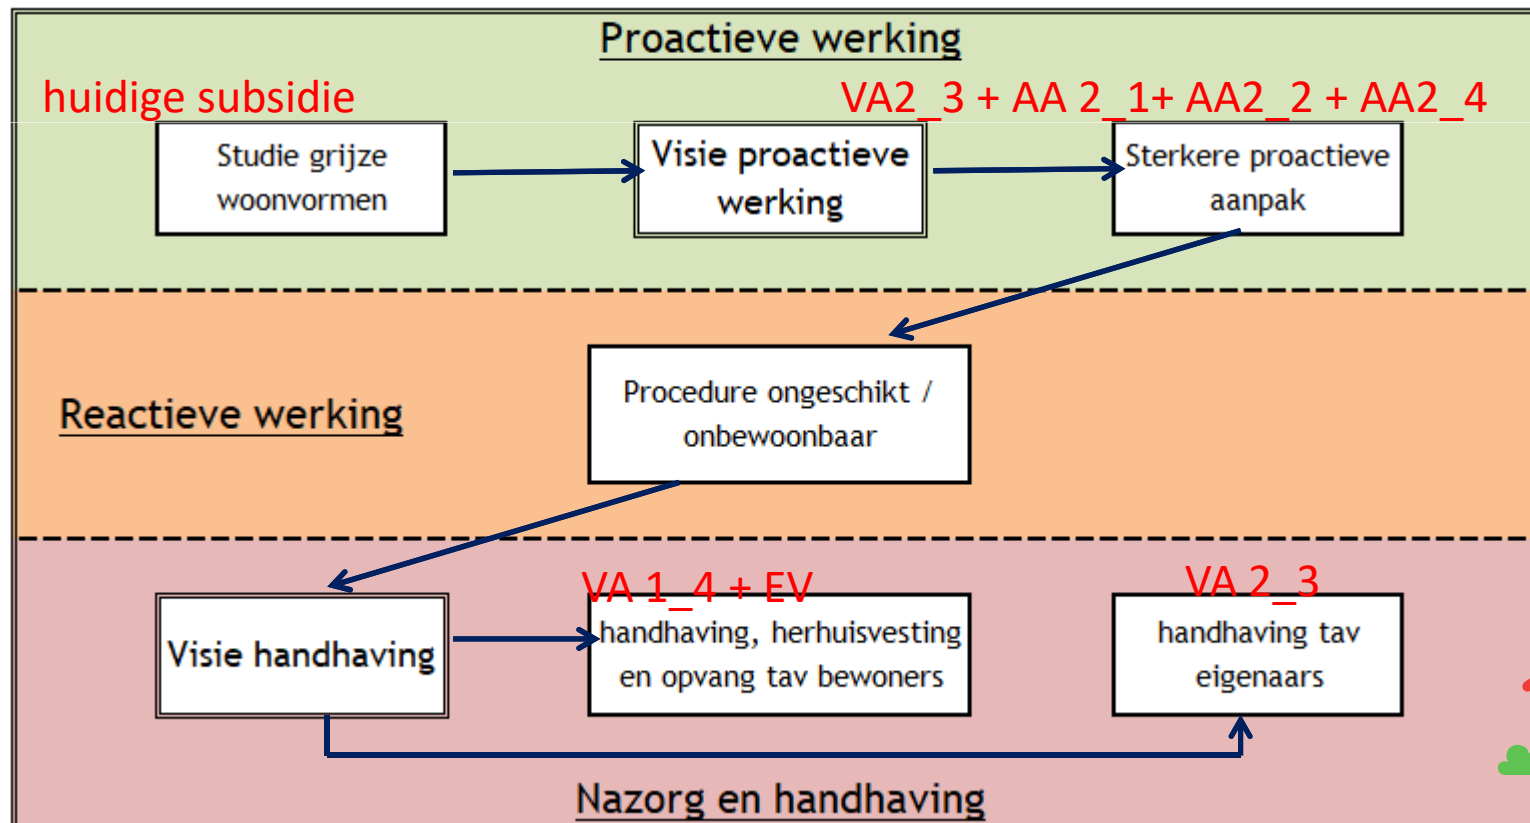 Proactieve werking
huidige subsidie
VA2_3 + AA 2_1+ AA2_2 + AA2_4
Studie grijze
woonvormen
Visie proactieve
werking
Sterkere proactieve
aanpak
Reactieve werking
Procedure ongeschikt /
onbewoonbaar
Visie handhaving
VA 1_4 + EV
handhaving, herhuisvesting
en opvang tav bewoners
VA 2_3
handhaving tav
eigenaars
Nazorg en handhaving